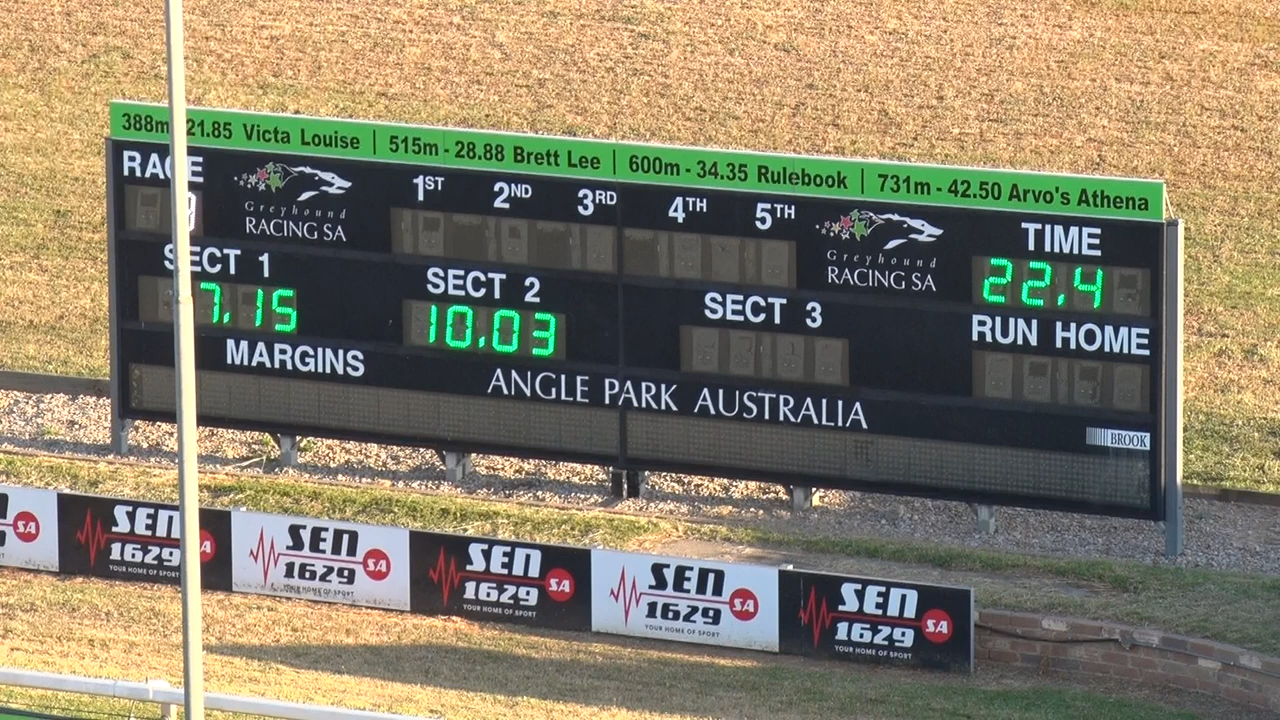 388m - 21.85 Victa Louise | 515m - 28.88 Brett Lee | 600m - 34.35 Rulebook | 731m - 42.50 Arvo's Athena
RACE
Greyhound
RACING SA
1ST 2ND 3RD 4TH 5TH
Greyhound
RACING SA
TIME
22.4
SECT 1
7.15
SECT 2
10.03
SECT 3
RUN HOME
MARGINS
ANGLE PARK AUSTRALIA
BROOK
SA
SEN
1629
SA
YOUR HOME OF SPORT
SEN
1629
SA
YOUR HOME OF SPORT
SEN
1629
SA
YOUR HOME OF SPORT
SEN
1629
SA
YOUR HOME OF SPORT
SEN
1629
SA
YOUR HOME OF SPORT